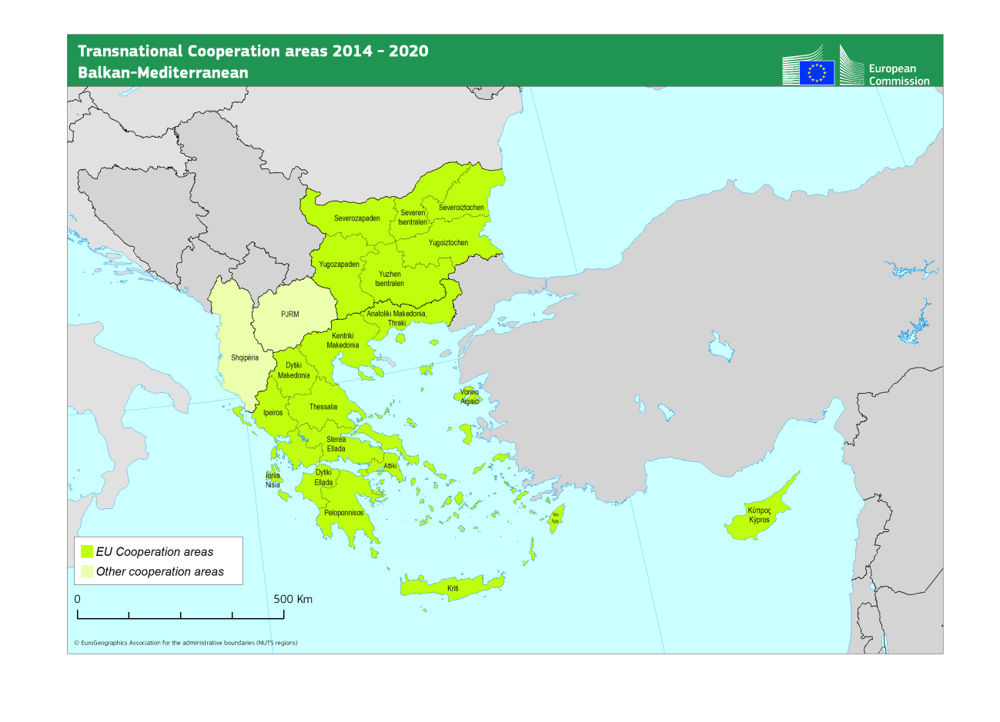 Transnational Cooperation areas 2014 - 2020
Balkan-Mediterranean
European
Commission
Severozapaden
Severen
tsentralen
Severoiztochen
Yugoiztochen
Yugozapaden
Yuzhen
tsentralen
PJRM
Anatoliki Makedonia,
Thraki
Kentriki
Makedonia
Shqipëria
Dytiki
Makedonia
Voreio
Aigaio
Thessalia
Ipeiros
Sterea
Ellada
Attiki
Ionia
Nisia
Dytiki
Ellada
Peloponnisos
Κύπρος
Kýpros
Kriti
EU Cooperation areas
Other cooperation areas
0
500 Km
© EuroGeographics Association for the administrative boundaries (NUTS regions)